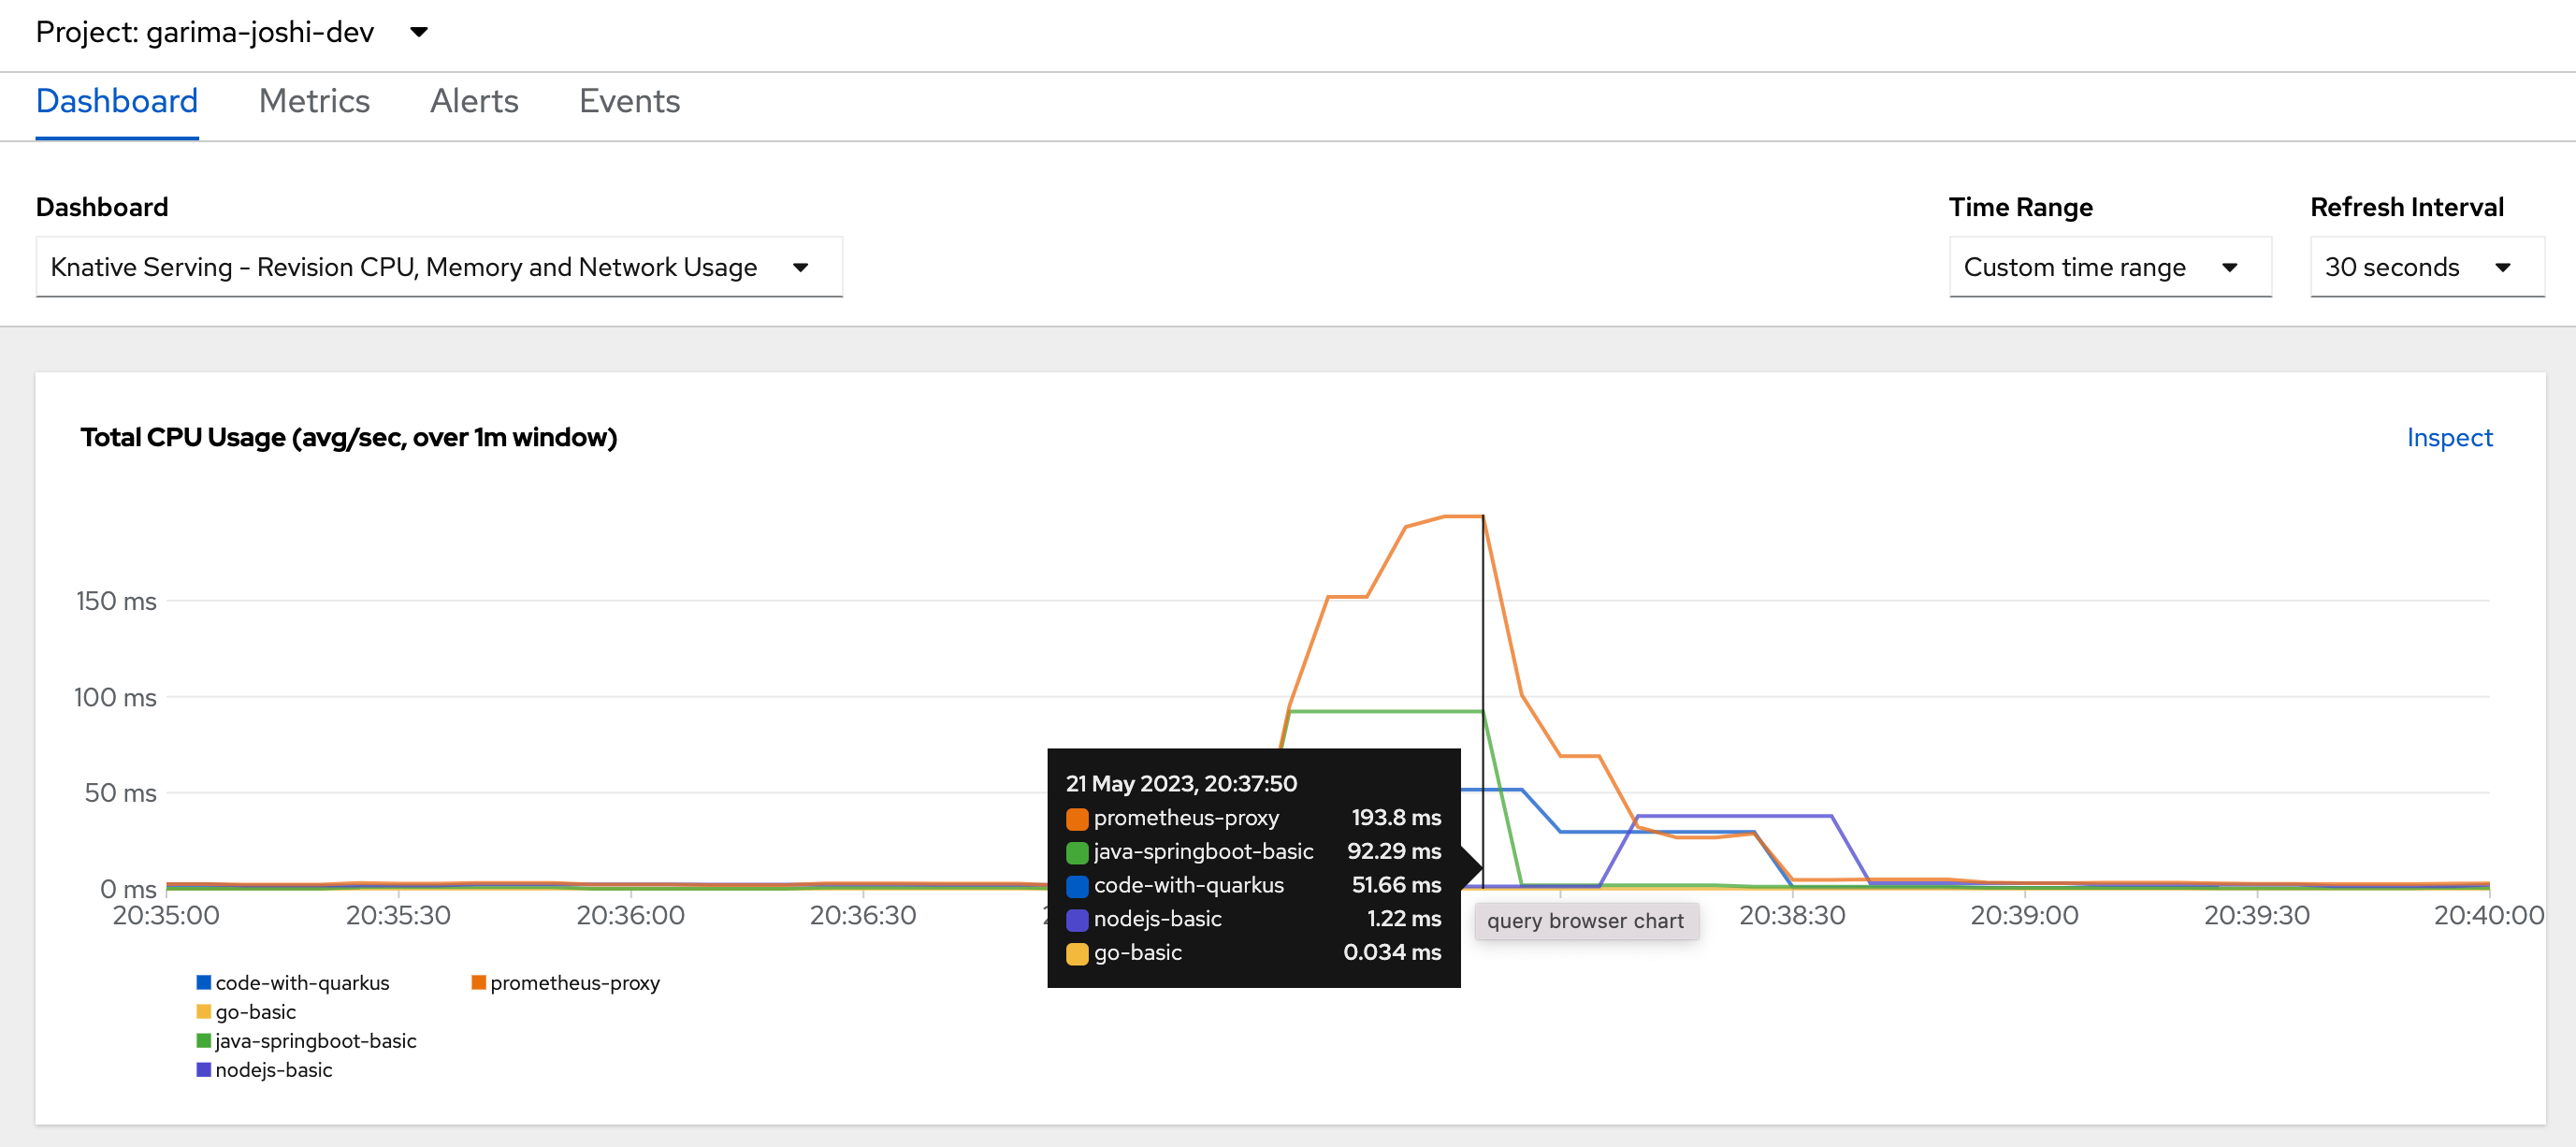 Project: garima-joshi-dev
Dashboard Metrics Alerts Events
Dashboard Time Range Refresh Interval
Knative Serving - Revision CPU, Memory and Network Usage Custom time range 30 seconds
Total CPU Usage (avg/sec, over 1m window) Inspect
150 ms
100 ms
50 ms
0 ms
20:35:00 20:35:30 20:36:00 20:36:30 20:38:30 20:39:00 20:39:30 20:40:00
21 May 2023, 20:37:50
prometheus-proxy 193.8 ms
java-springboot-basic 92.29 ms
code-with-quarkus 51.66 ms
nodejs-basic 1.22 ms
go-basic 0.034 ms
query browser chart
code-with-quarkus prometheus-proxy
go-basic
java-springboot-basic
nodejs-basic